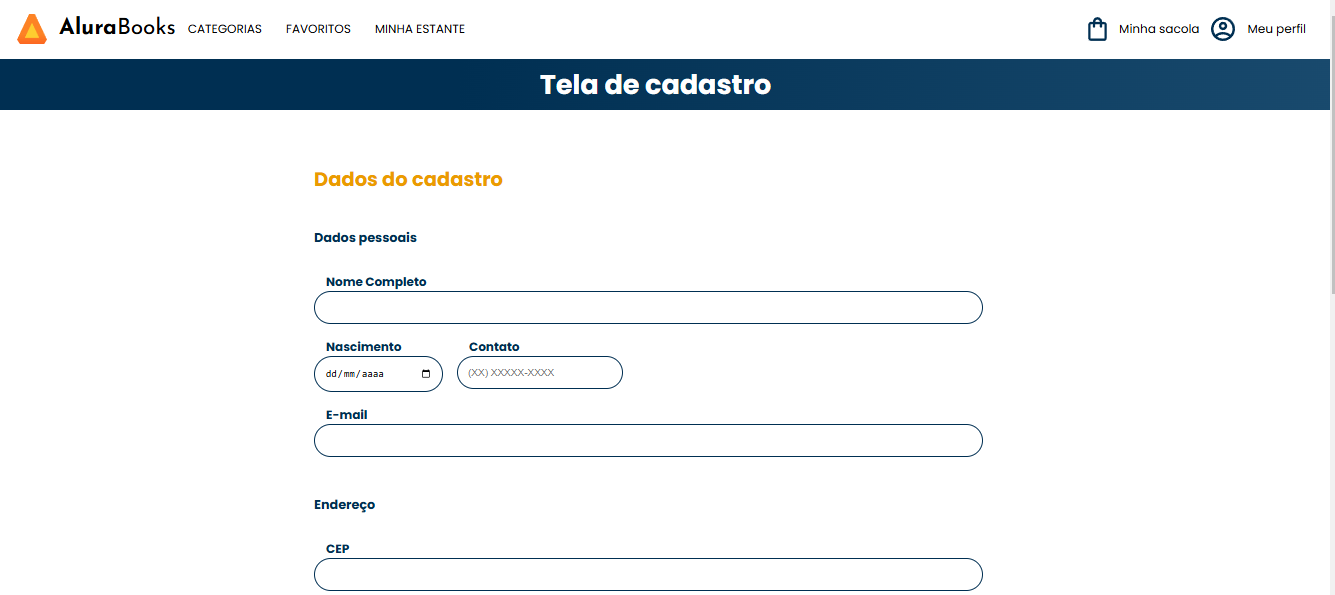 AluraBooks CATEGORIAS FAVORITOS MINHA ESTANTE Minha sacola Meu perfil
Tela de cadastro
Dados do cadastro
Dados pessoais
Nome Completo
Nascimento Contato
dd/mm/aaaa (XX) XXXXX-XXXX
E-mail
Endereço
CEP